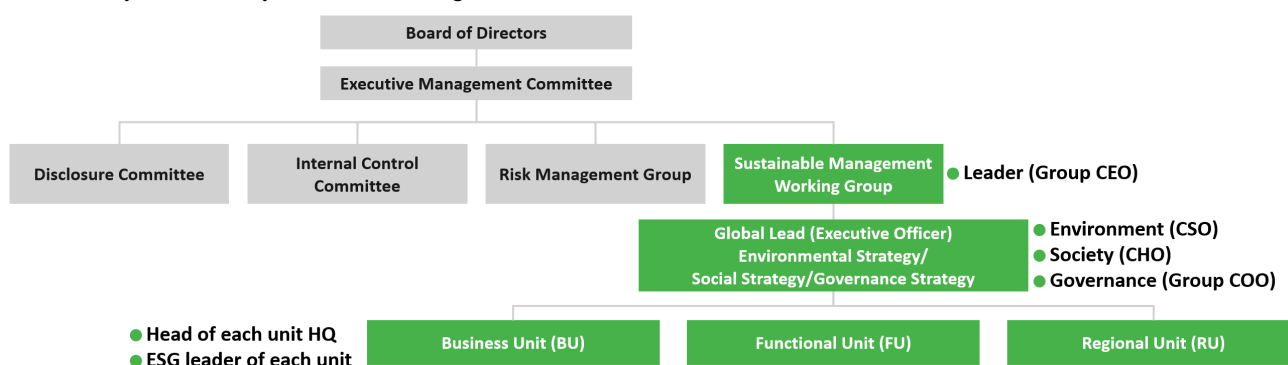 Board of Directors
Executive Management Committee
Disclosure Committee
Internal Control
Committee
Risk Management Group
Sustainable Management
Working Group
● Leader (Group CEO)
Global Lead (Executive Officer)
Environmental Strategy/
Social Strategy/Governance Strategy
● Environment (CSO)
● Society (CHO)
● Governance (Group COO)
● Head of each unit HQ
● ESG leader of each unit
Business Unit (BU)
Functional Unit (FU)
Regional Unit (RU)